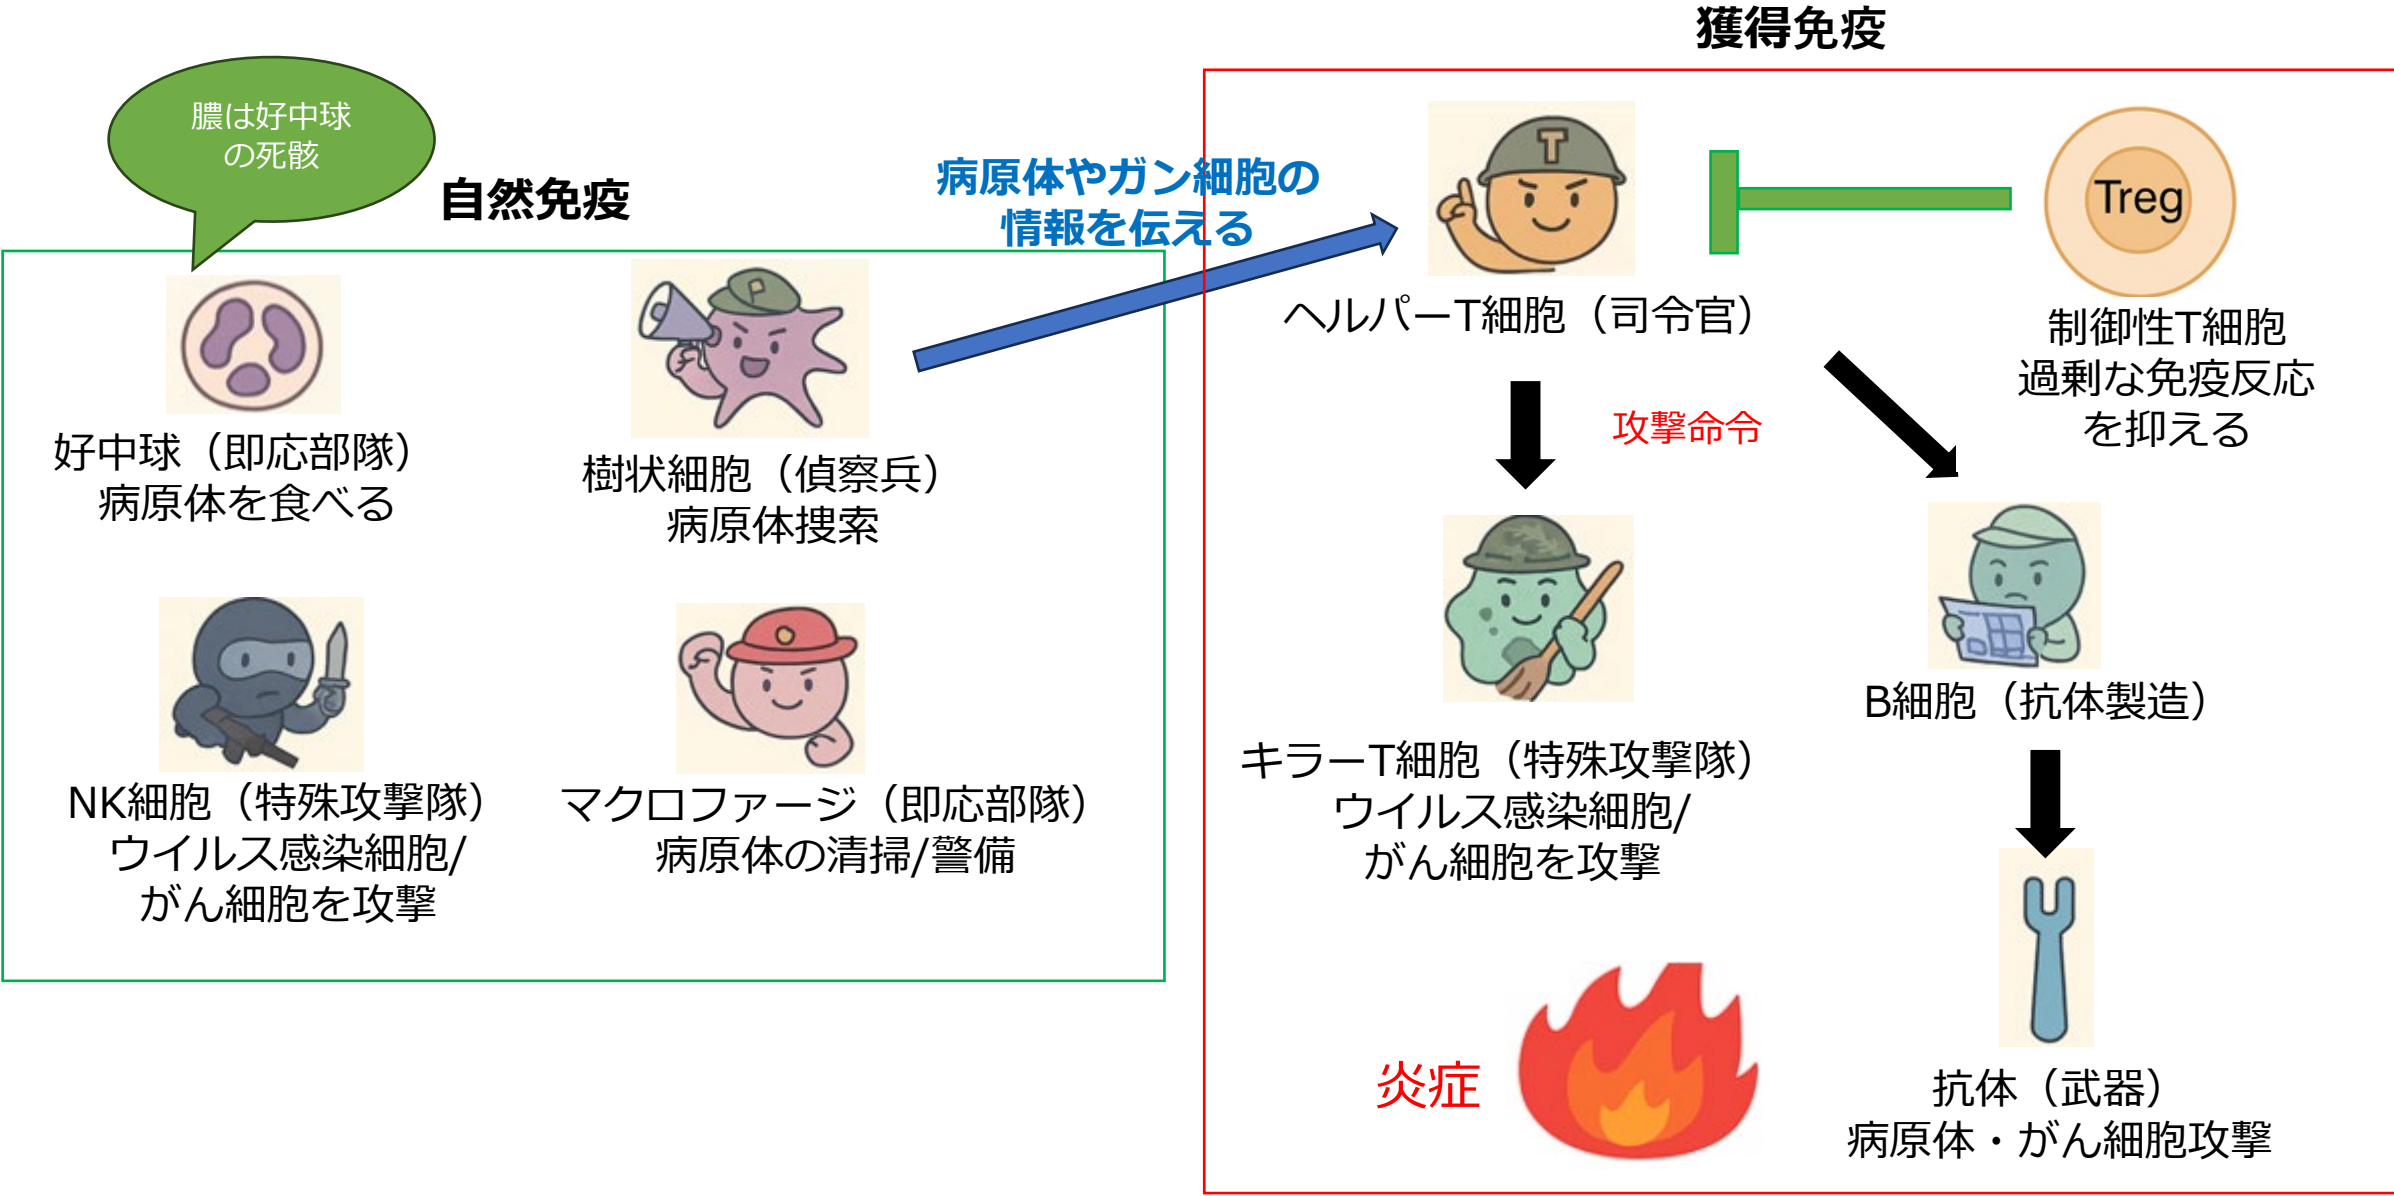 獲得免疫
膿は好中球
の死骸
自然免疫
病原体やガン細胞の
情報を伝える
好中球（即応部隊）
病原体を食べる
樹状細胞（偵察兵）
病原体捜索
NK細胞（特殊攻撃隊）
ウイルス感染細胞/
がん細胞を攻撃
マクロファージ（即応部隊）
病原体の清掃/警備
T
ヘルパーT細胞（司令官）
Treg
制御性T細胞
過剰な免疫反応
を抑える
攻撃命令
キラーT細胞（特殊攻撃隊）
ウイルス感染細胞/
がん細胞を攻撃
B細胞（抗体製造）
炎症
抗体（武器）
病原体・がん細胞攻撃